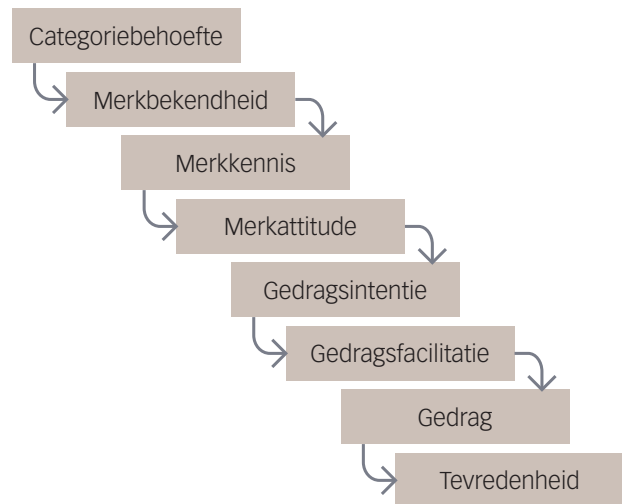 Categoriebehoefte
Merkbekendheid
Merkkennis
Merkattitude
Gedragsintentie
Gedragsfacilitatie
Gedrag
Tevredenheid